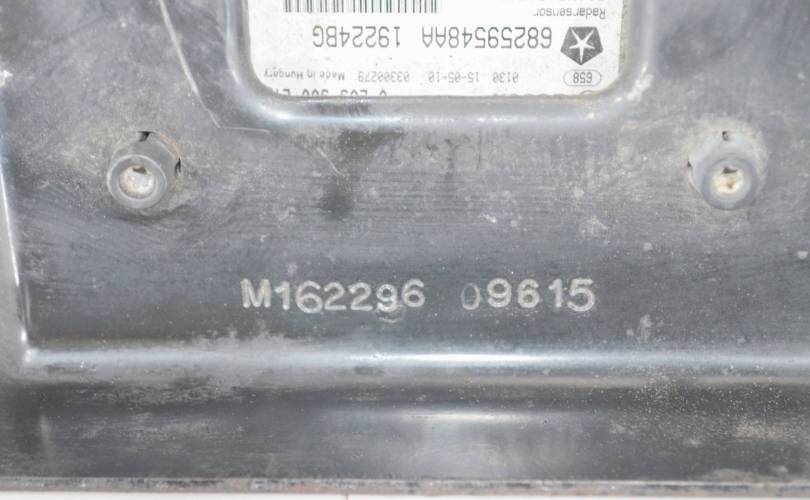 0130 15-05-10 03300279 Made in Hungary 658
68259548AA 19224BG
Radarsensor
M162296 09615